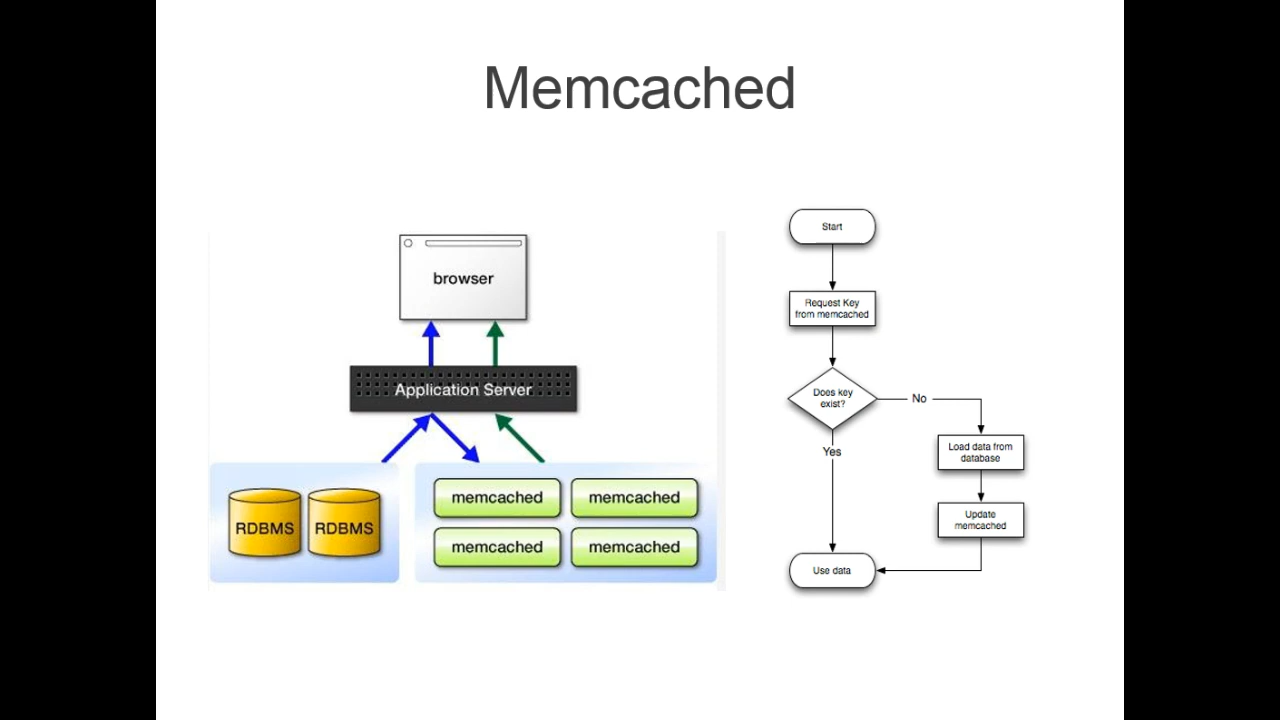 Memcached
browser
Application Server
RDBMS
RDBMS
memcached
memcached
memcached
memcached
Start
Request Key
from memcached
Does key
exist?
No
Yes
Load data from
database
Update
memcached
Use data